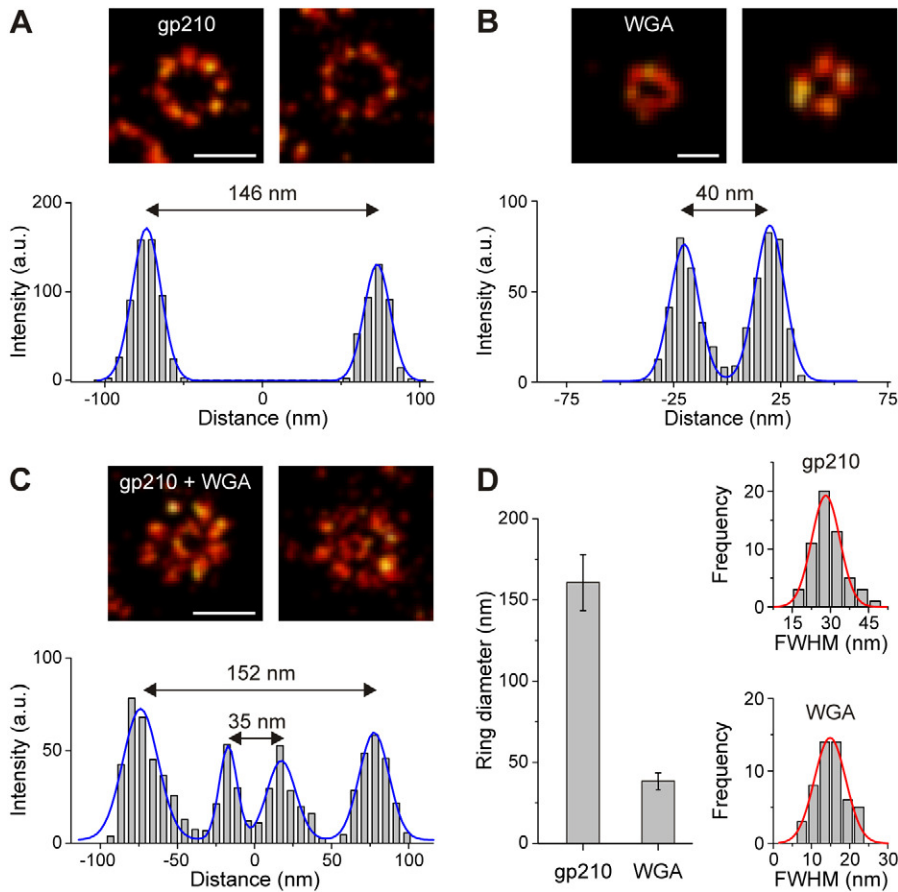 A
gp210
200
146 nm
100
0
Intensity (a.u.)
-100
0
100
Distance (nm)
B
WGA
100
40 nm
50
0
Intensity (a.u.)
-75
-25
25
75
Distance (nm)
C
gp210 + WGA
100
152 nm
35 nm
50
0
Intensity (a.u.)
-100
-50
0
50
100
Distance (nm)
D
200
150
100
50
0
Ring diameter (nm)
gp210
WGA
gp210
20
10
0
Frequency
15
30
45
FWHM (nm)
WGA
20
10
0
Frequency
0
10
20
30
FWHM (nm)